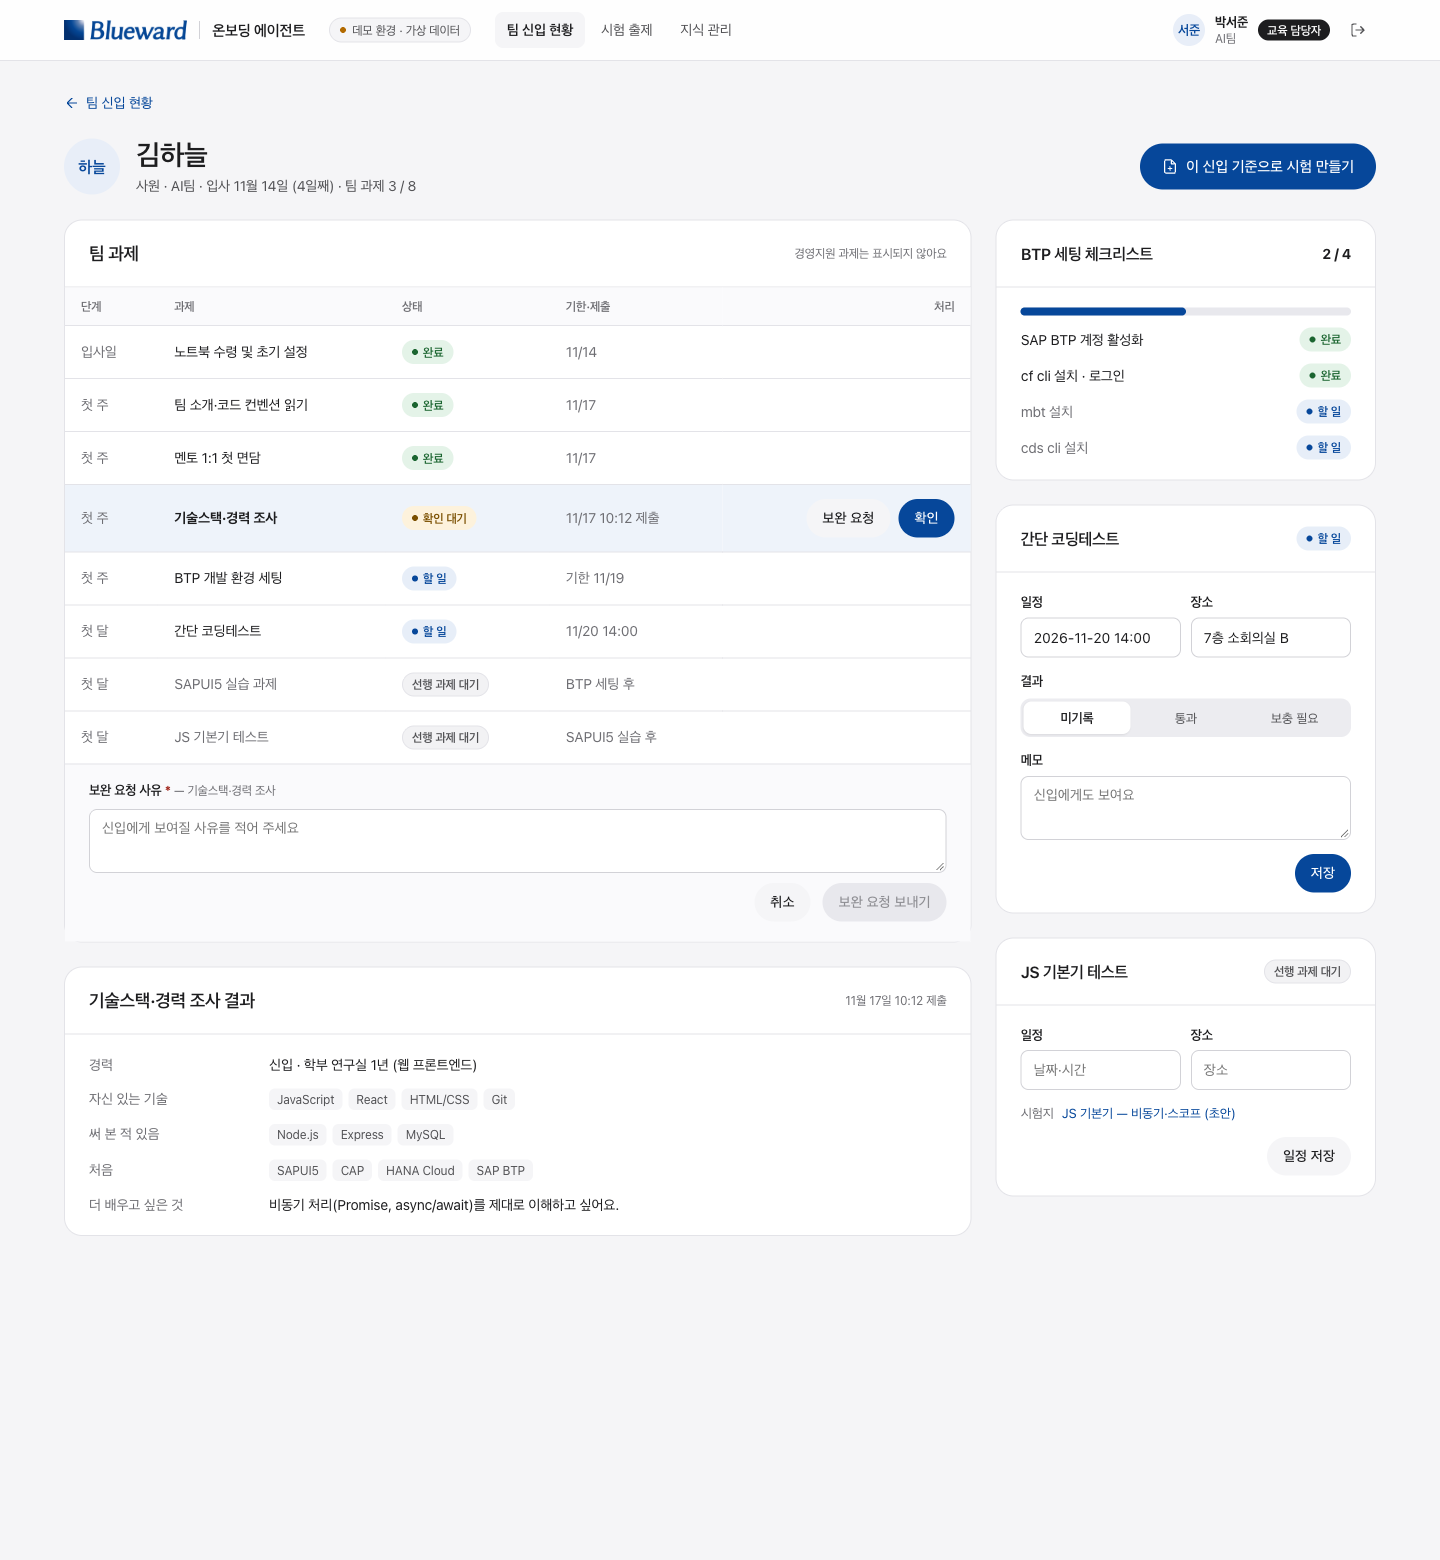 Blueward
온보딩 에이전트
데모 환경 · 가상 데이터
팀 신입 현황
시험 출제
지식 관리
서준
박서준
AI팀
교육 담당자
팀 신입 현황
하늘
김하늘
사원 · AI팀 · 입사 11월 14일 (4일째) · 팀 과제 3 / 8
이 신입 기준으로 시험 만들기
팀 과제
경영지원 과제는 표시되지 않아요
단계 과제 상태 기한·제출 처리
입사일 노트북 수령 및 초기 설정 완료 11/14
첫 주 팀 소개·코드 컨벤션 읽기 완료 11/17
첫 주 멘토 1:1 첫 면담 완료 11/17
첫 주 기술스택·경력 조사 확인 대기 11/17 10:12 제출 보완 요청 확인
첫 주 BTP 개발 환경 세팅 할 일 기한 11/19
첫 달 간단 코딩테스트 할 일 11/20 14:00
첫 달 SAPUI5 실습 과제 선행 과제 대기 BTP 세팅 후
첫 달 JS 기본기 테스트 선행 과제 대기 SAPUI5 실습 후
보완 요청 사유 * — 기술스택·경력 조사
신입에게 보여질 사유를 적어 주세요
취소 보완 요청 보내기
기술스택·경력 조사 결과
11월 17일 10:12 제출
경력 신입 · 학부 연구실 1년 (웹 프론트엔드)
자신 있는 기술 JavaScript React HTML/CSS Git
써 본 적 있음 Node.js Express MySQL
처음 SAPUI5 CAP HANA Cloud SAP BTP
더 배우고 싶은 것 비동기 처리(Promise, async/await)를 제대로 이해하고 싶어요.
BTP 세팅 체크리스트 2 / 4
SAP BTP 계정 활성화 완료
cf cli 설치 · 로그인 완료
mbt 설치 할 일
cds cli 설치 할 일
간단 코딩테스트 할 일
일정 장소
2026-11-20 14:00 7층 소회의실 B
결과
미기록 통과 보충 필요
메모
신입에게도 보여요
저장
JS 기본기 테스트 선행 과제 대기
일정 장소
날짜·시간 장소
시험지 JS 기본기 — 비동기·스코프 (초안)
일정 저장